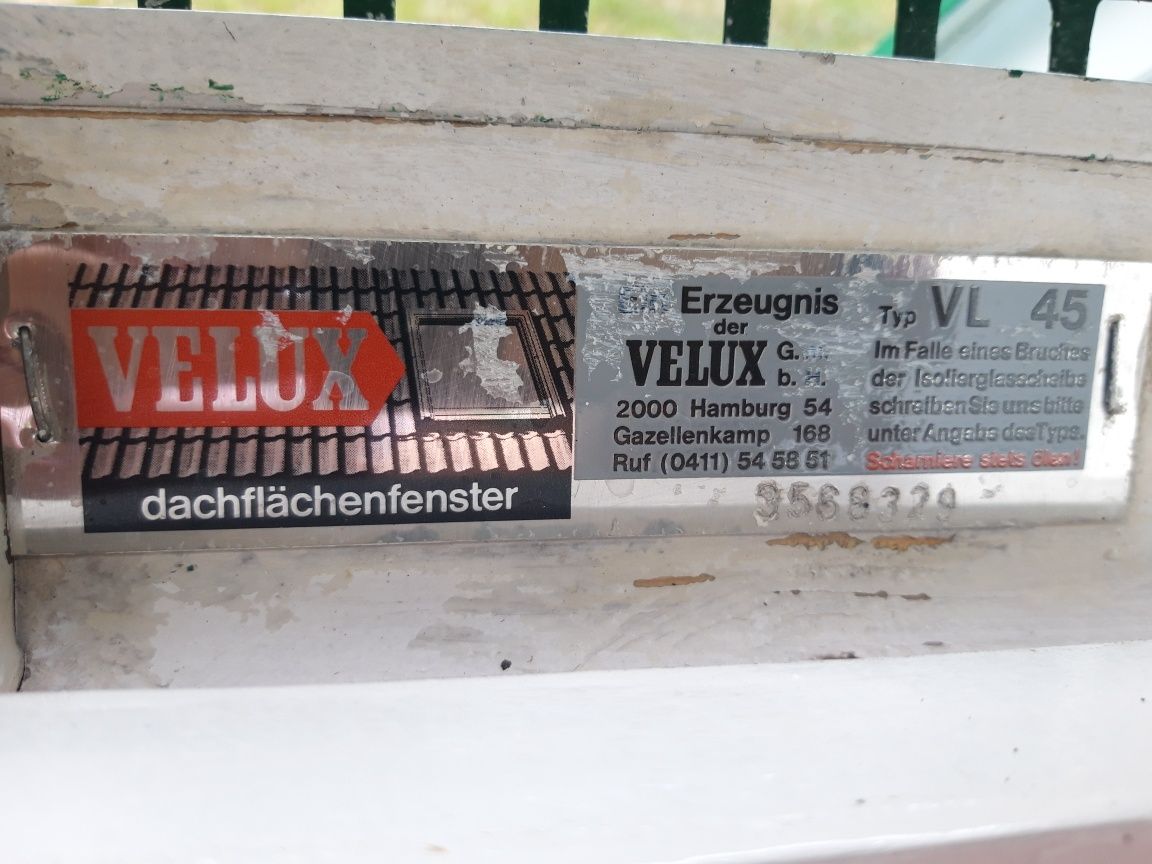 VELUX
dachflächenfenster
Ein Erzeugnis
der
VELUX G.m.
b. H.
2000 Hamburg 54
Gazellenkamp 168
Ruf (0411) 54 58 51
Typ VL 45
Im Falle eines Bruches
der Isolierglasscheibe
schreiben Sie uns bitte
unter Angabe des Typs.
Scharniere stets ölen!
9568329